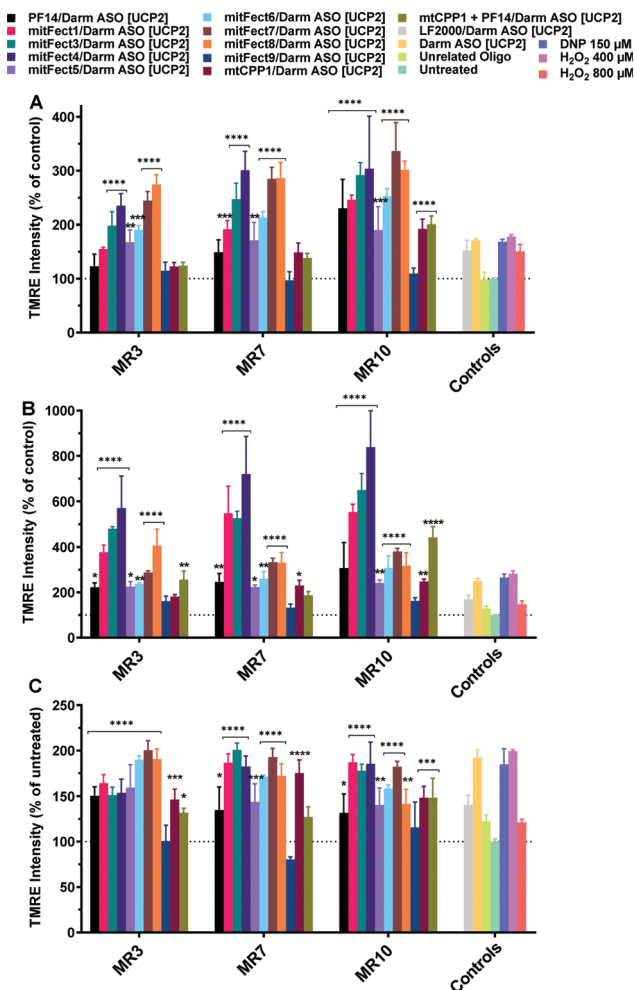 PF14/Darm ASO [UCP2] mitFect6/Darm ASO [UCP2] mtCPP1 + PF14/Darm ASO [UCP2]
mitFect1/Darm ASO [UCP2] mitFect7/Darm ASO [UCP2] LF2000/Darm ASO [UCP2]
mitFect3/Darm ASO [UCP2] mitFect8/Darm ASO [UCP2] Darm ASO [UCP2] DNP 150 µM
mitFect4/Darm ASO [UCP2] mitFect9/Darm ASO [UCP2] Unrelated Oligo H₂O₂ 400 µM
mitFect5/Darm ASO [UCP2] mtCPP1/Darm ASO [UCP2] Untreated H₂O₂ 800 µM
A
TMRE Intensity (% of control)
400
300
200
100
0
**** **** ** *** 
*** **** ** **** 
**** *** **** **** 
MR3 MR7 MR10 Controls
B
TMRE Intensity (% of control)
1000
800
600
400
200
0
* **** * ** **** ** 
** **** * ** **** * 
**** ** **** ** **** 
MR3 MR7 MR10 Controls
C
TMRE Intensity (% of untreated)
250
200
150
100
50
0
**** *** * 
* **** *** **** **** 
* **** ** **** ** *** 
MR3 MR7 MR10 Controls